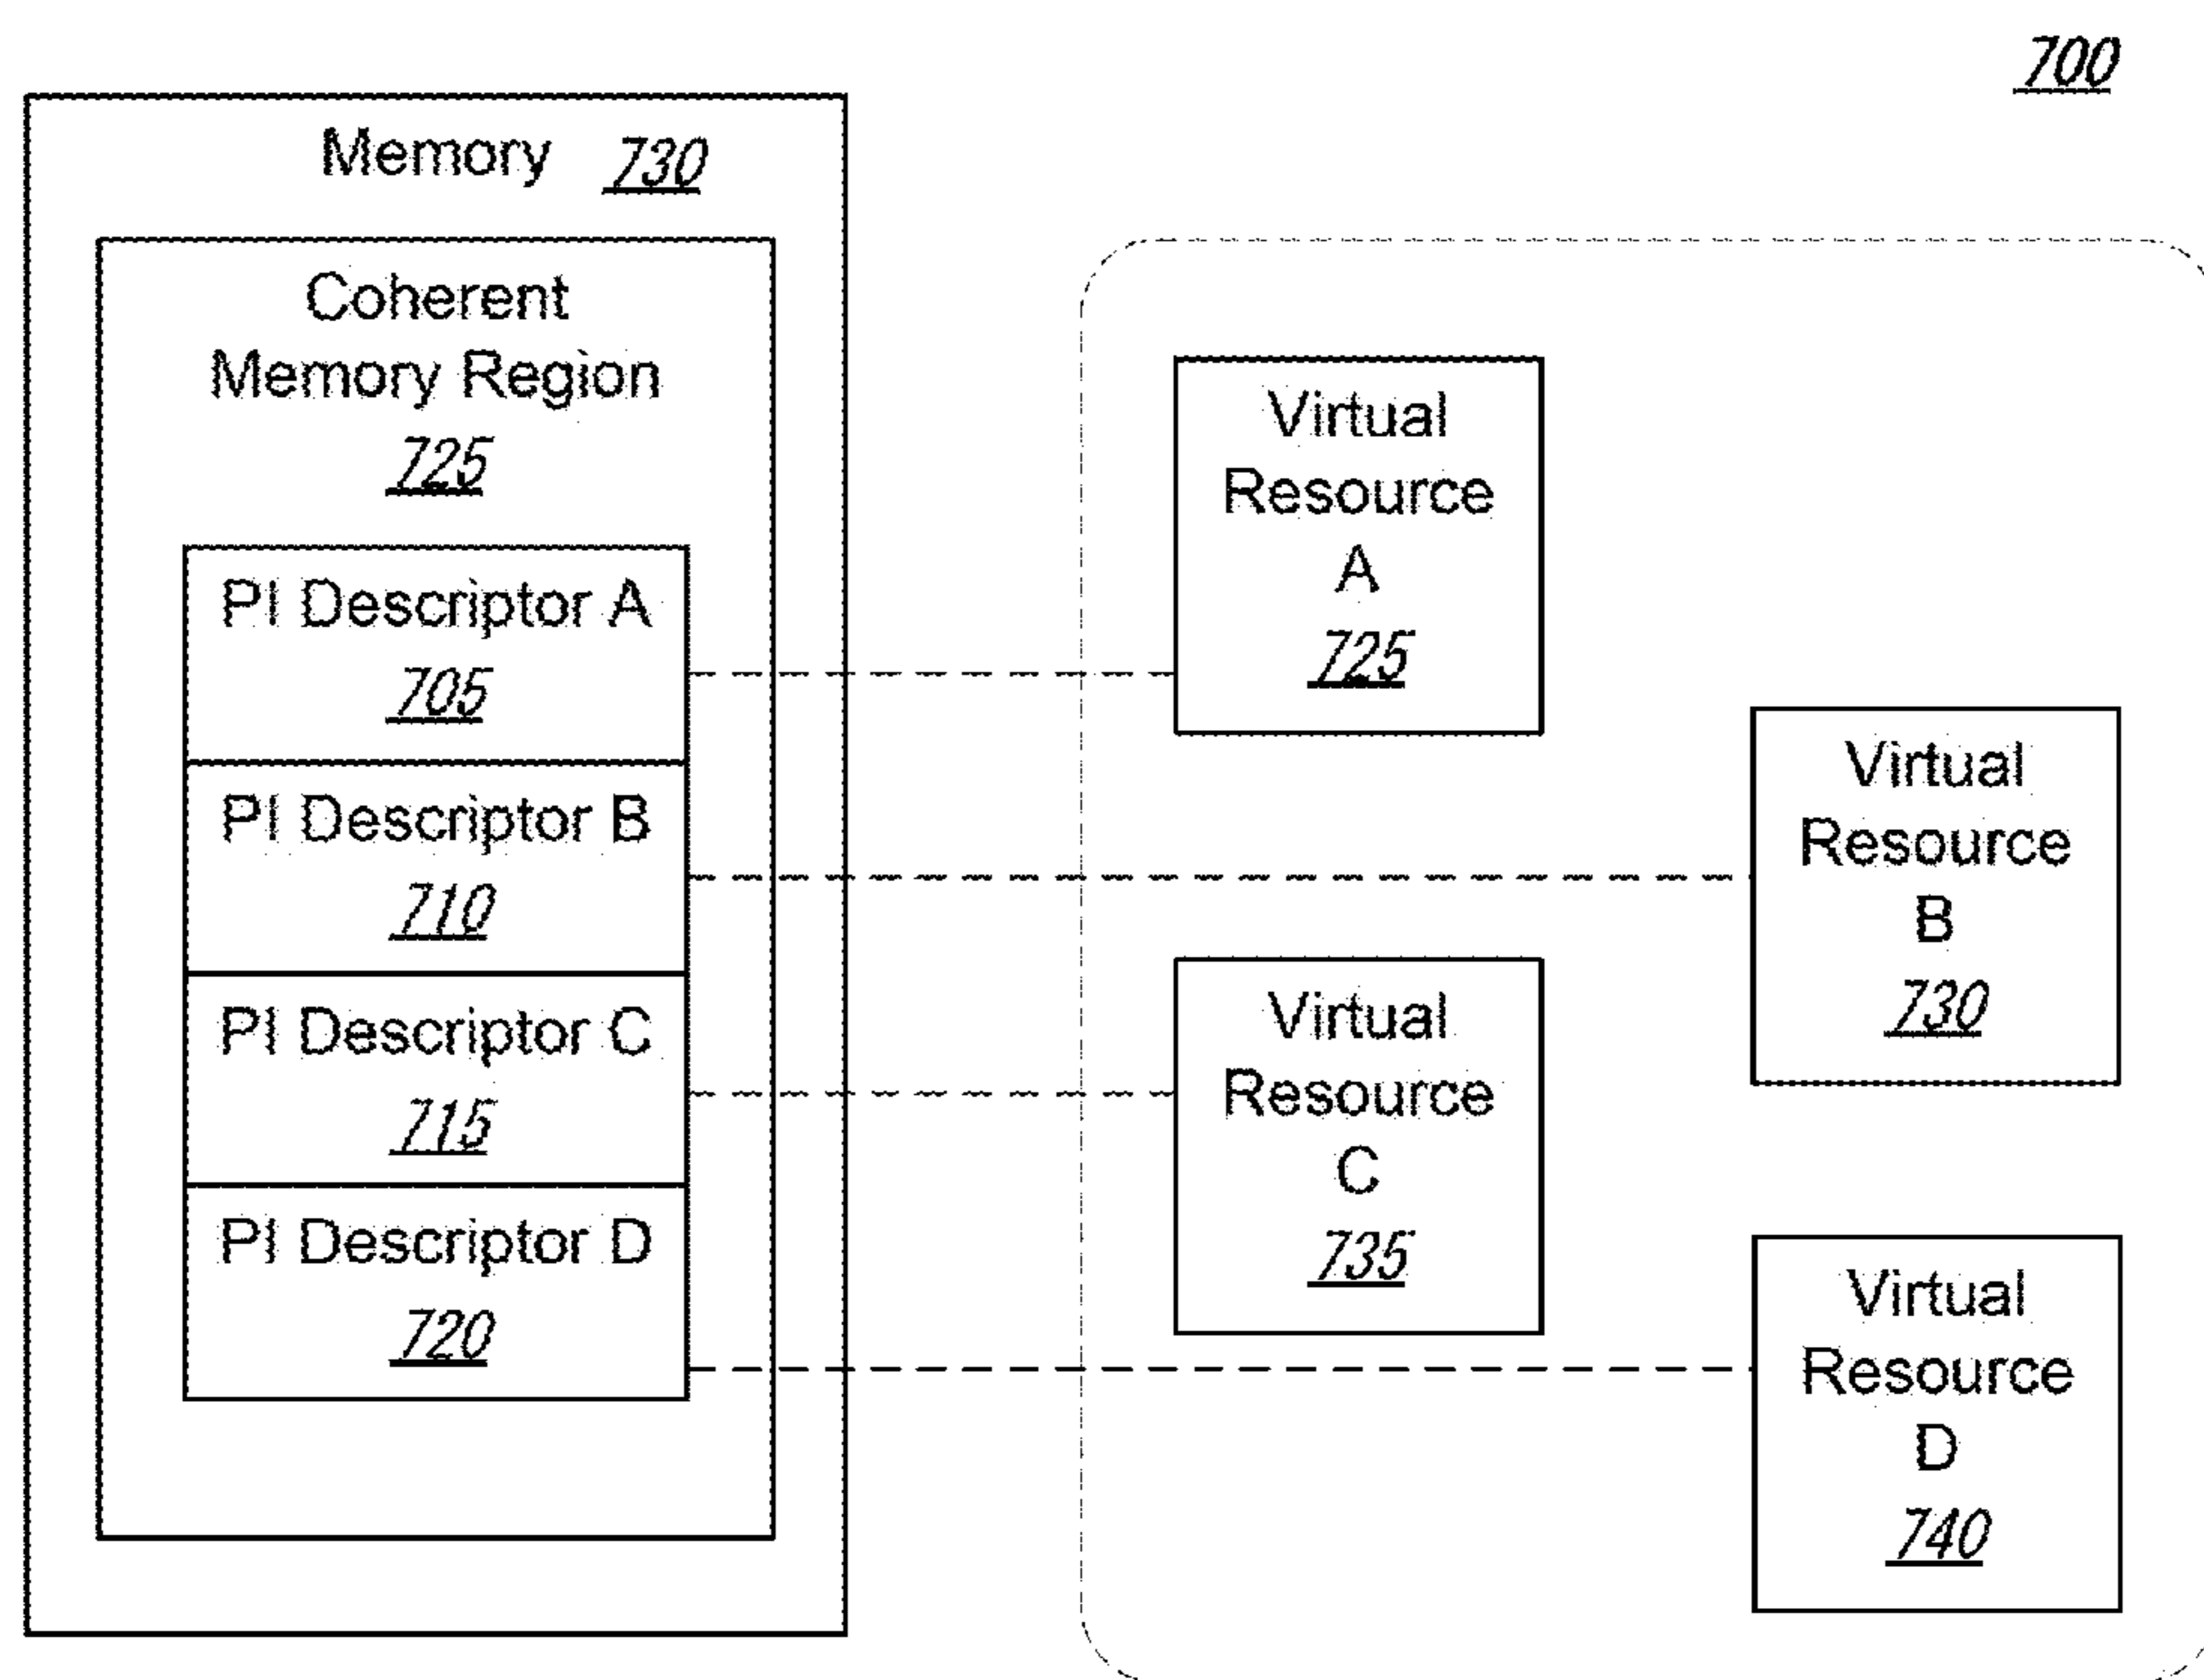 700
Memory 730
Coherent
Memory Region
725
PI Descriptor A
705
PI Descriptor B
710
PI Descriptor C
715
PI Descriptor D
720
Virtual
Resource
A
725
Virtual
Resource
B
730
Virtual
Resource
C
735
Virtual
Resource
D
740